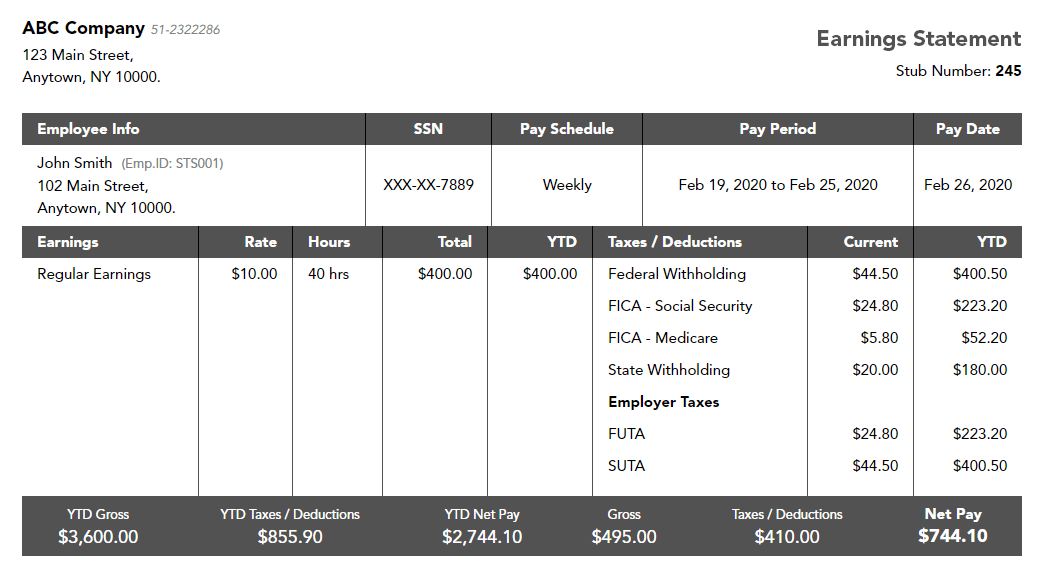 ABC Company 51-2322286
123 Main Street,
Anytown, NY 10000.
Earnings Statement
Stub Number: 245
Employee Info SSN Pay Schedule Pay Period Pay Date
John Smith (Emp.ID: STS001)
102 Main Street,
Anytown, NY 10000.
XXX-XX-7889 Weekly Feb 19, 2020 to Feb 25, 2020 Feb 26, 2020
Earnings Rate Hours Total YTD Taxes / Deductions Current YTD
Regular Earnings $10.00 40 hrs $400.00 $400.00 Federal Withholding $44.50 $400.50
FICA - Social Security $24.80 $223.20
FICA - Medicare $5.80 $52.20
State Withholding $20.00 $180.00
Employer Taxes
FUTA $24.80 $223.20
SUTA $44.50 $400.50
YTD Gross YTD Taxes / Deductions YTD Net Pay Gross Taxes / Deductions Net Pay
$3,600.00 $855.90 $2,744.10 $495.00 $410.00 $744.10